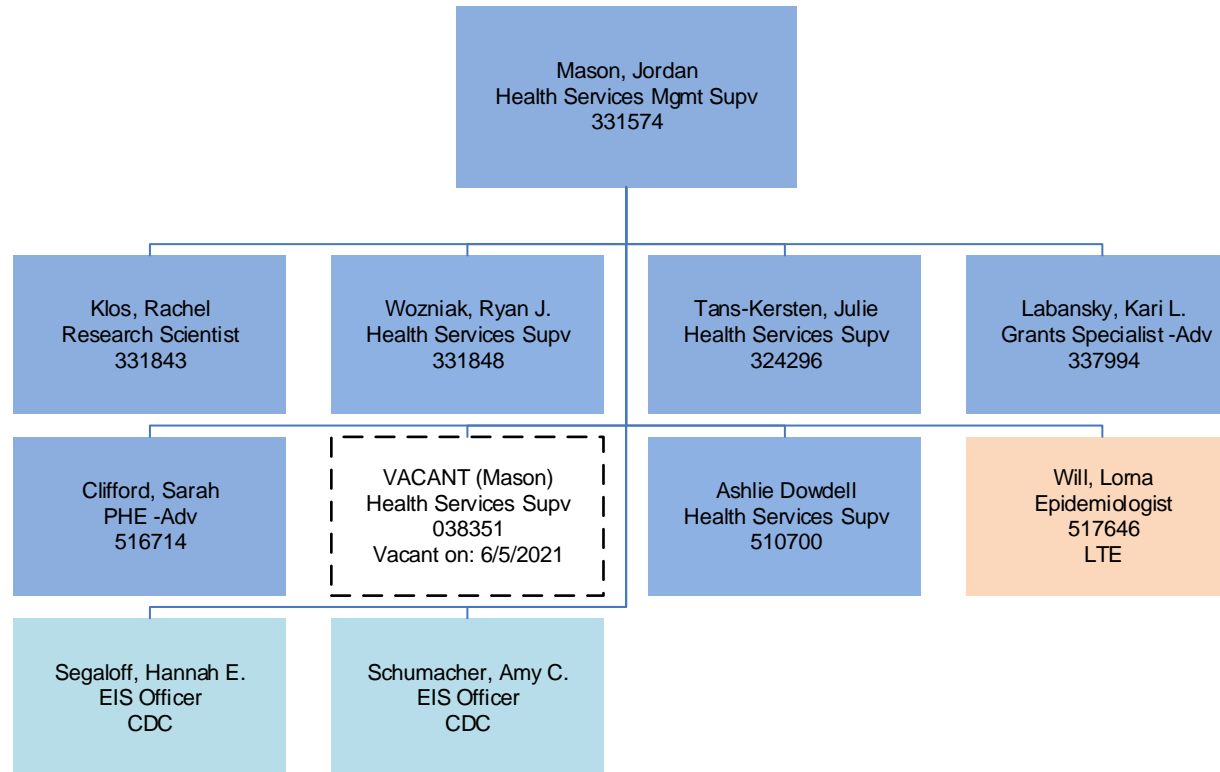 Mason, Jordan
Health Services Mgmt Supv
331574
Klos, Rachel
Research Scientist
331843
Wozniak, Ryan J.
Health Services Supv
331848
Tans-Kersten, Julie
Health Services Supv
324296
Labansky, Kari L.
Grants Specialist -Adv
337994
Clifford, Sarah
PHE -Adv
516714
VACANT (Mason)
Health Services Supv
038351
Vacant on: 6/5/2021
Ashlie Dowdell
Health Services Supv
510700
Will, Lorna
Epidemiologist
517646
LTE
Segaloff, Hannah E.
EIS Officer
CDC
Schumacher, Amy C.
EIS Officer
CDC